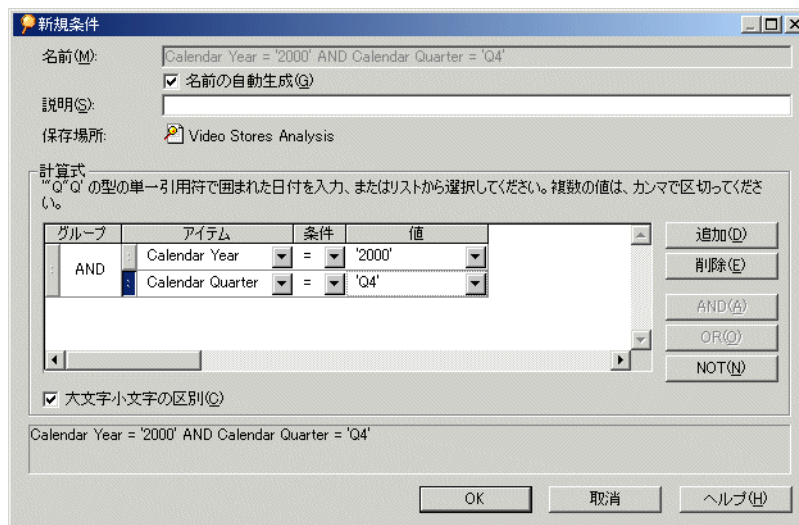 新規条件
名前(M):
Calendar Year = '2000' AND Calendar Quarter = 'Q4'
名前の自動生成(G)
説明(S):
保存場所:
Video Stores Analysis
計算式
'"Q"Q' の型の単一引用符で囲まれた日付を入力、またはリストから選択してください。複数の値は、カンマで区切ってくださ
い。
グループ アイテム 条件 値
AND
Calendar Year = '2000'
Calendar Quarter = 'Q4'
追加(D)
削除(E)
AND(A)
OR(O)
NOT(N)
大文字小文字の区別(C)
Calendar Year = '2000' AND Calendar Quarter = 'Q4'
OK 取消 ヘルプ(H)